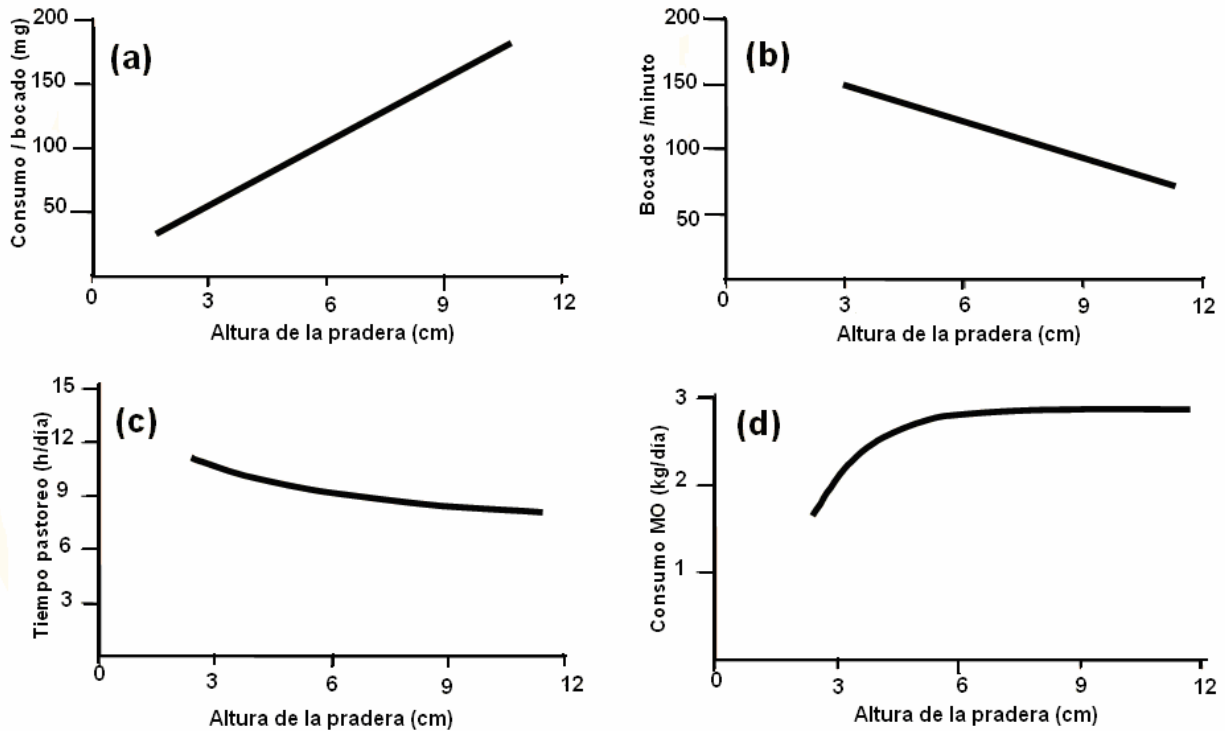 (a)
Consumo / bocado (mg)
200
150
100
50
0 3 6 9 12
Altura de la pradera (cm)
(b)
Bocados /minuto
200
150
100
50
0 3 6 9 12
Altura de la pradera (cm)
(c)
Tiempo pastoreo (h/día)
15
12
9
6
3
0 3 6 9 12
Altura de la pradera (cm)
(d)
Consumo MO (kg/día)
3
2
1
0 3 6 9 12
Altura de la pradera (cm)